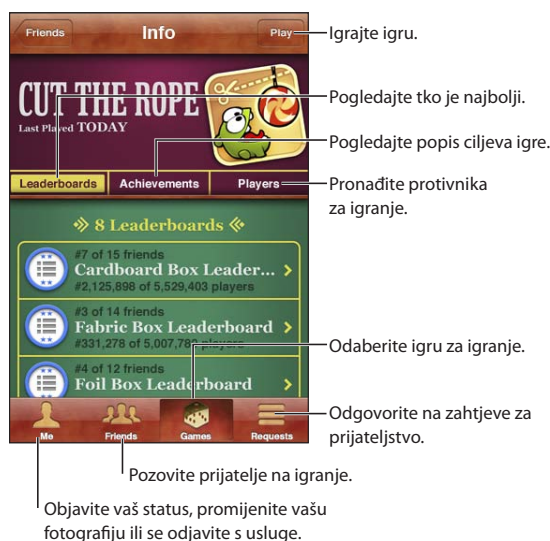 Friends
Info
Play
Igrajte igru.
CUT THE ROPE
Last Played TODAY
Pogledajte tko je najbolji.
Pogledajte popis ciljeva igre.
Leaderboards
Achievements
Players
Pronađite protivnika
za igranje.
8 Leaderboards
#7 of 15 friends
Cardboard Box Leader...
#2,125,898 of 5,529,403 players
#3 of 14 friends
Fabric Box Leaderboard
#331,278 of 5,007,782 players
Odaberite igru za igranje.
#4 of 12 friends
Foil Box Leaderboard
Me
Friends
Games
Requests
Odgovorite na zahtjeve za
prijateljstvo.
Pozovite prijatelje na igranje.
Objavite vaš status, promijenite vašu
fotografiju ili se odjavite s usluge.